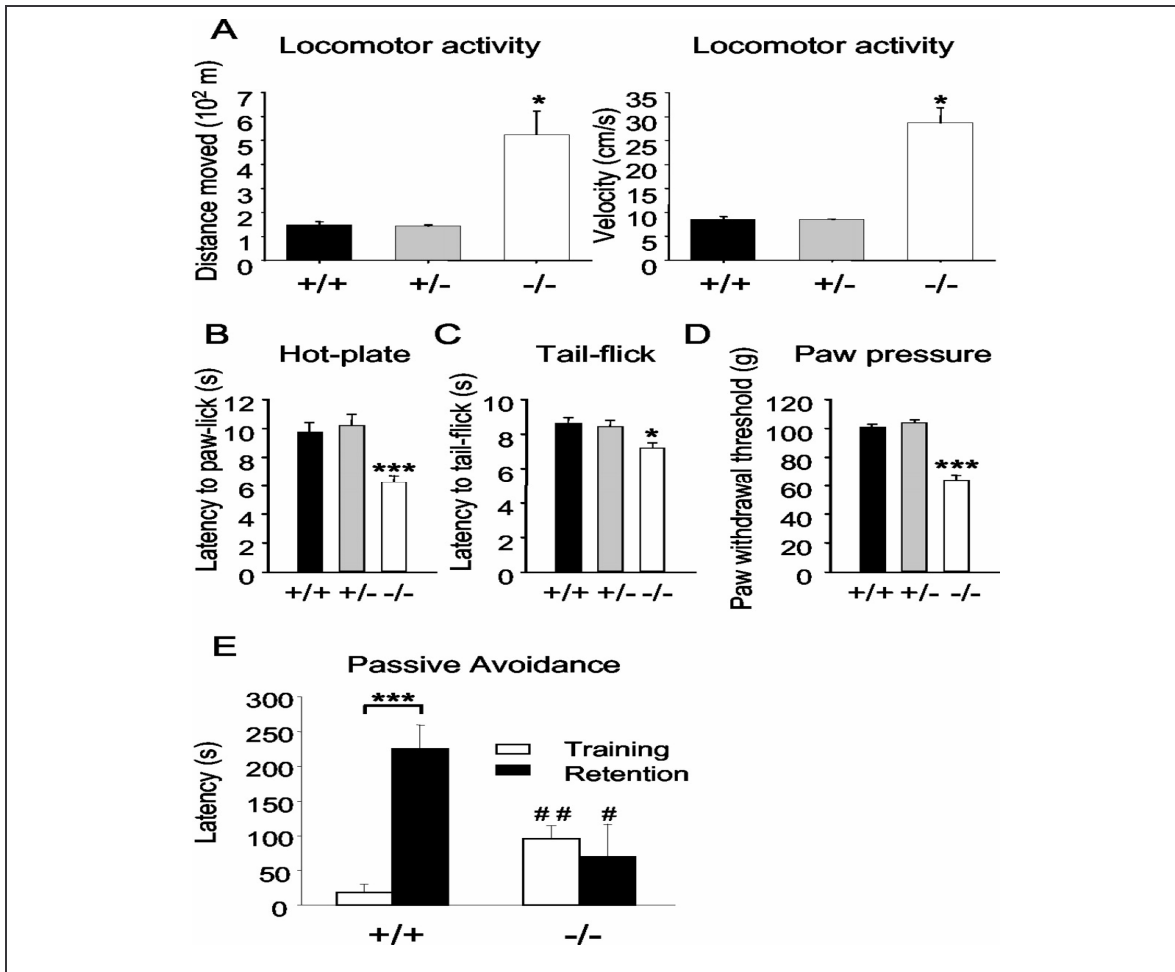 A
Locomotor activity
Distance moved (10² m)
7
6
5
4
3
2
1
0
*
+/+ +/- -/-
Locomotor activity
Velocity (cm/s)
35
30
25
20
15
10
5
0
*
+/+ +/- -/-
B
Hot-plate
Latency to paw-lick (s)
12
10
8
6
4
2
0
***
+/+ +/- -/-
C
Tail-flick
Latency to tail-flick (s)
10
8
6
4
2
0
*
+/+ +/- -/-
D
Paw pressure
Paw withdrawal threshold (g)
120
100
80
60
40
20
0
***
+/+ +/- -/-
E
Passive Avoidance
Latency (s)
300
250
200
150
100
50
0
***
Training
Retention
## #
+/+ -/-